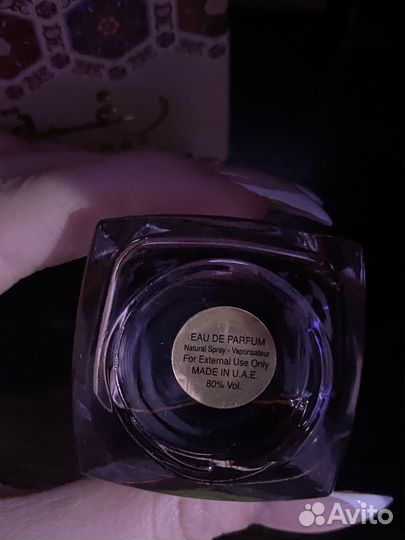 EAU DE PARFUM
Natural Spray - Vaporisateur
For External Use Only
MADE IN U.A.E.
80% Vol.
Avito